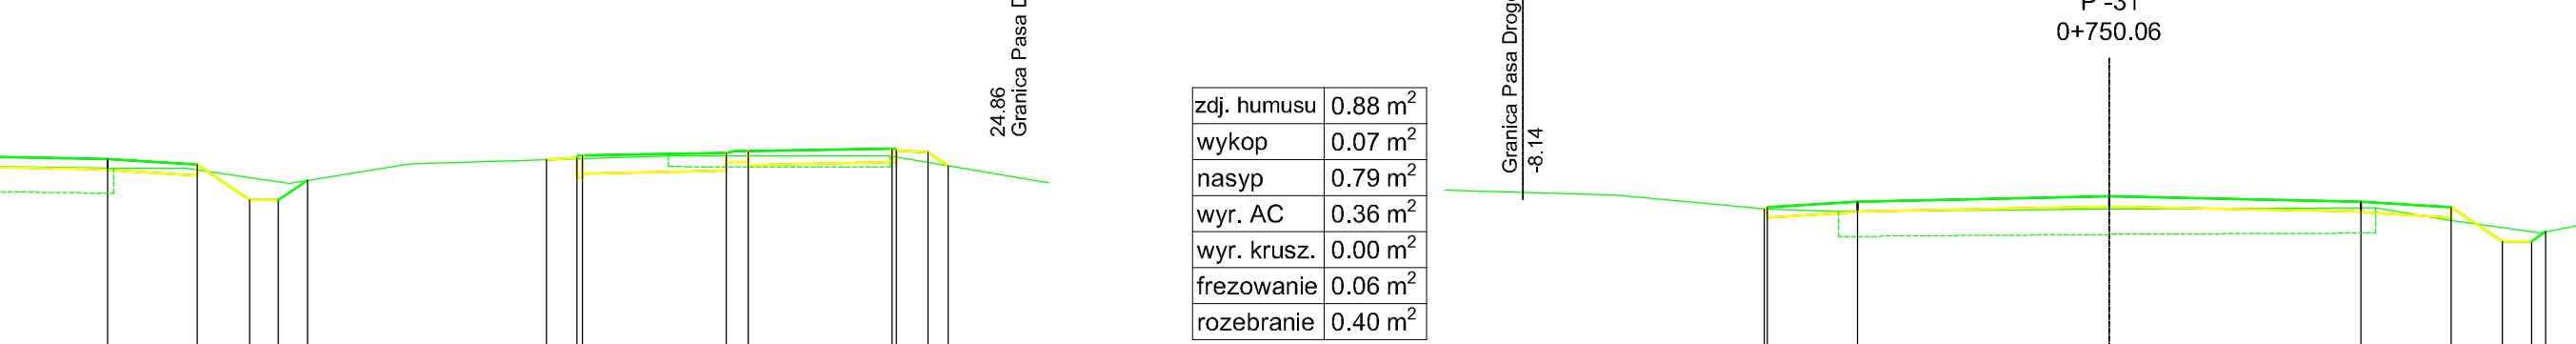 24.86
Granica Pasa
zdj. humusu 0.88 m²
wykop 0.07 m²
nasyp 0.79 m²
wyr. AC 0.36 m²
wyr. krusz. 0.00 m²
frezowanie 0.06 m²
rozebranie 0.40 m²
Granica Pasa
-8.14
P -31
0+750.06